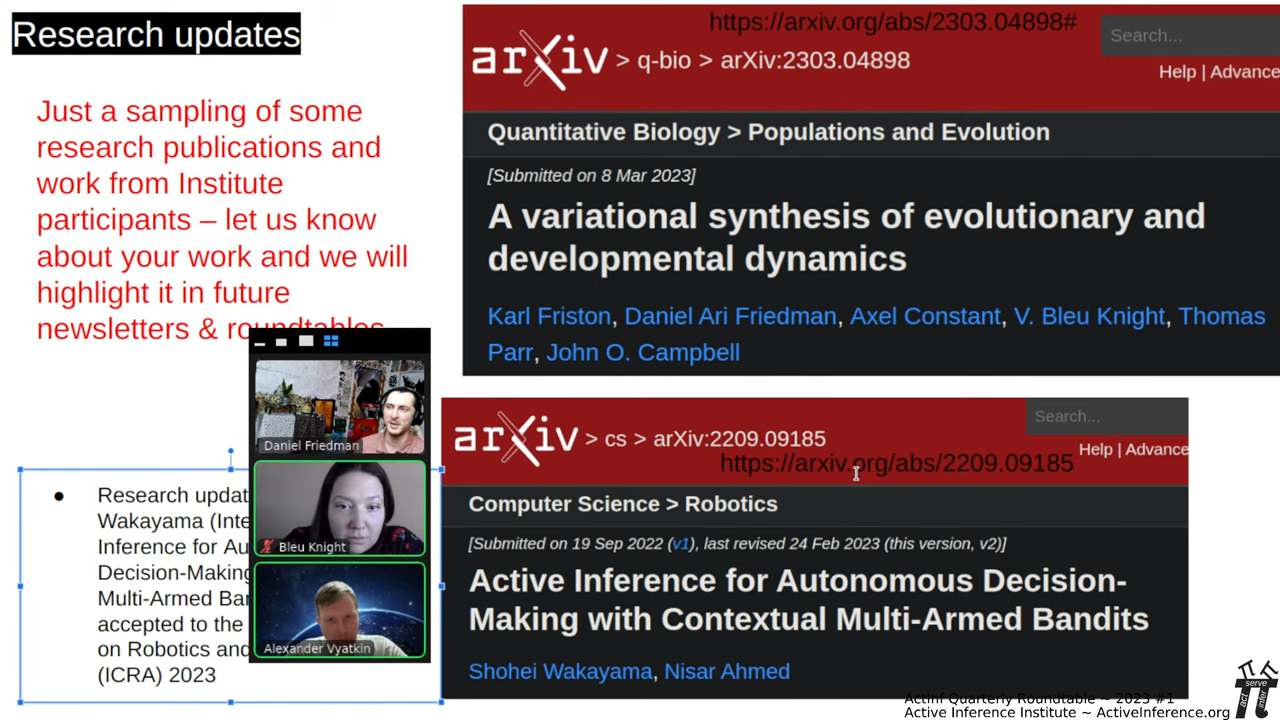 Research updates
Just a sampling of some
research publications and
work from Institute
participants – let us know
about your work and we will
highlight it in future
newsletters & roundtables
https://arxiv.org/abs/2303.04898#
Search...
arXiv > q-bio > arXiv:2303.04898
Help | Advance
Quantitative Biology > Populations and Evolution
[Submitted on 8 Mar 2023]
A variational synthesis of evolutionary and
developmental dynamics
Karl Friston, Daniel Ari Friedman, Axel Constant, V. Bleu Knight, Thomas
Parr, John O. Campbell
Daniel Friedman
Bleu Knight
Alexander Vyatkin
● Research updat
Wakayama (Inte
Inference for Au
Decision-Making
Multi-Armed Ba
accepted to the
on Robotics and
(ICRA) 2023
Search...
arXiv > cs > arXiv:2209.09185
Help | Advance
https://arxiv.org/abs/2209.09185
Computer Science > Robotics
[Submitted on 19 Sep 2022 (v1), last revised 24 Feb 2023 (this version, v2)]
Active Inference for Autonomous Decision-
Making with Contextual Multi-Armed Bandits
Shohei Wakayama, Nisar Ahmed
ActInf Quarterly Roundtable ~ 2023 #1
Active Inference Institute ~ ActiveInference.org
serve
act
infer